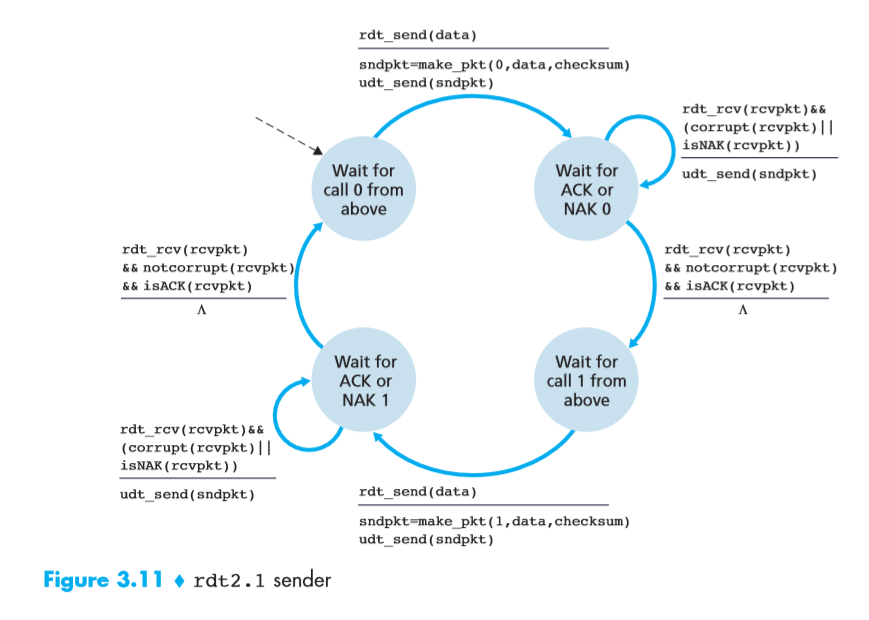 rdt_send(data)
sndpkt=make_pkt(0,data,checksum)
udt_send(sndpkt)
rdt_rcv(rcvpkt)&&
(corrupt(rcvpkt)||
isNAK(rcvpkt))
udt_send(sndpkt)
Wait for
call 0 from
above
Wait for
ACK or
NAK 0
rdt_rcv(rcvpkt)
&& notcorrupt(rcvpkt)
&& isACK(rcvpkt)
Λ
rdt_rcv(rcvpkt)
&& notcorrupt(rcvpkt)
&& isACK(rcvpkt)
Λ
Wait for
ACK or
NAK 1
Wait for
call 1 from
above
rdt_rcv(rcvpkt)&&
(corrupt(rcvpkt)||
isNAK(rcvpkt))
udt_send(sndpkt)
rdt_send(data)
sndpkt=make_pkt(1,data,checksum)
udt_send(sndpkt)
Figure 3.11 ♦ rdt2.1 sender